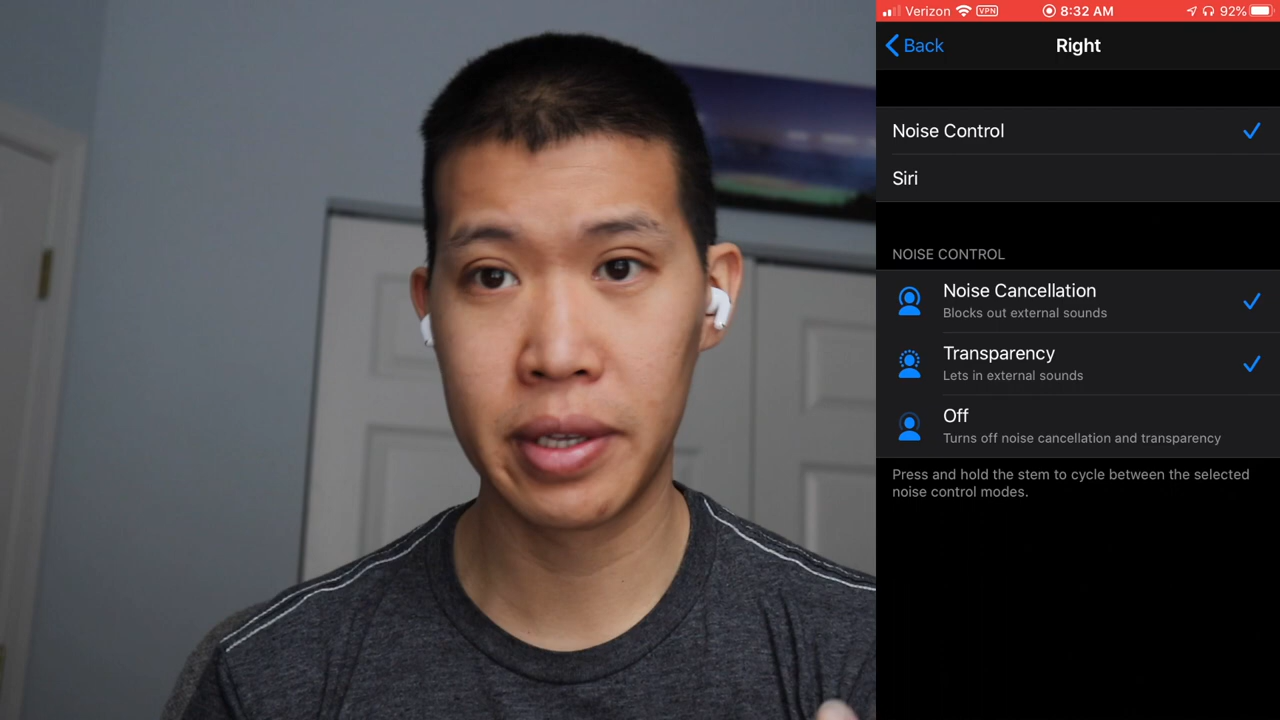 Verizon VPN 8:32 AM 92%
Back Right
Noise Control
Siri
NOISE CONTROL
Noise Cancellation
Blocks out external sounds
Transparency
Lets in external sounds
Off
Turns off noise cancellation and transparency
Press and hold the stem to cycle between the selected
noise control modes.